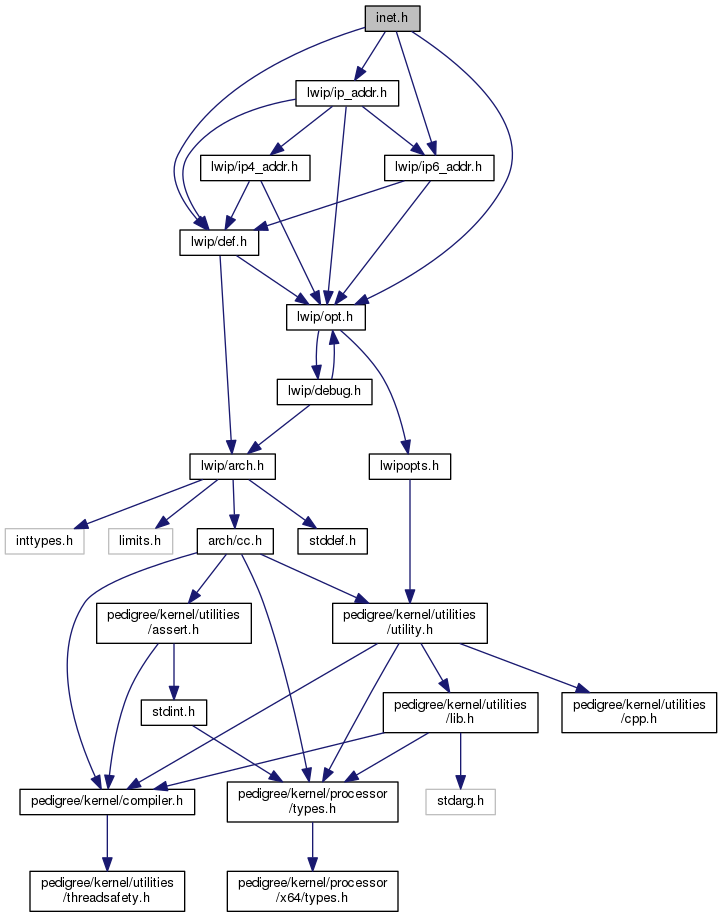 inet.h
lwip/ip_addr.h
lwip/ip4_addr.h
lwip/ip6_addr.h
lwip/def.h
lwip/opt.h
lwip/debug.h
lwip/arch.h
lwipopts.h
inttypes.h
limits.h
arch/cc.h
stddef.h
pedigree/kernel/utilities
/assert.h
pedigree/kernel/utilities
/utility.h
stdint.h
pedigree/kernel/utilities
/lib.h
pedigree/kernel/utilities
/cpp.h
pedigree/kernel/compiler.h
pedigree/kernel/processor
/types.h
stdarg.h
pedigree/kernel/utilities
/threadsafety.h
pedigree/kernel/processor
/x64/types.h